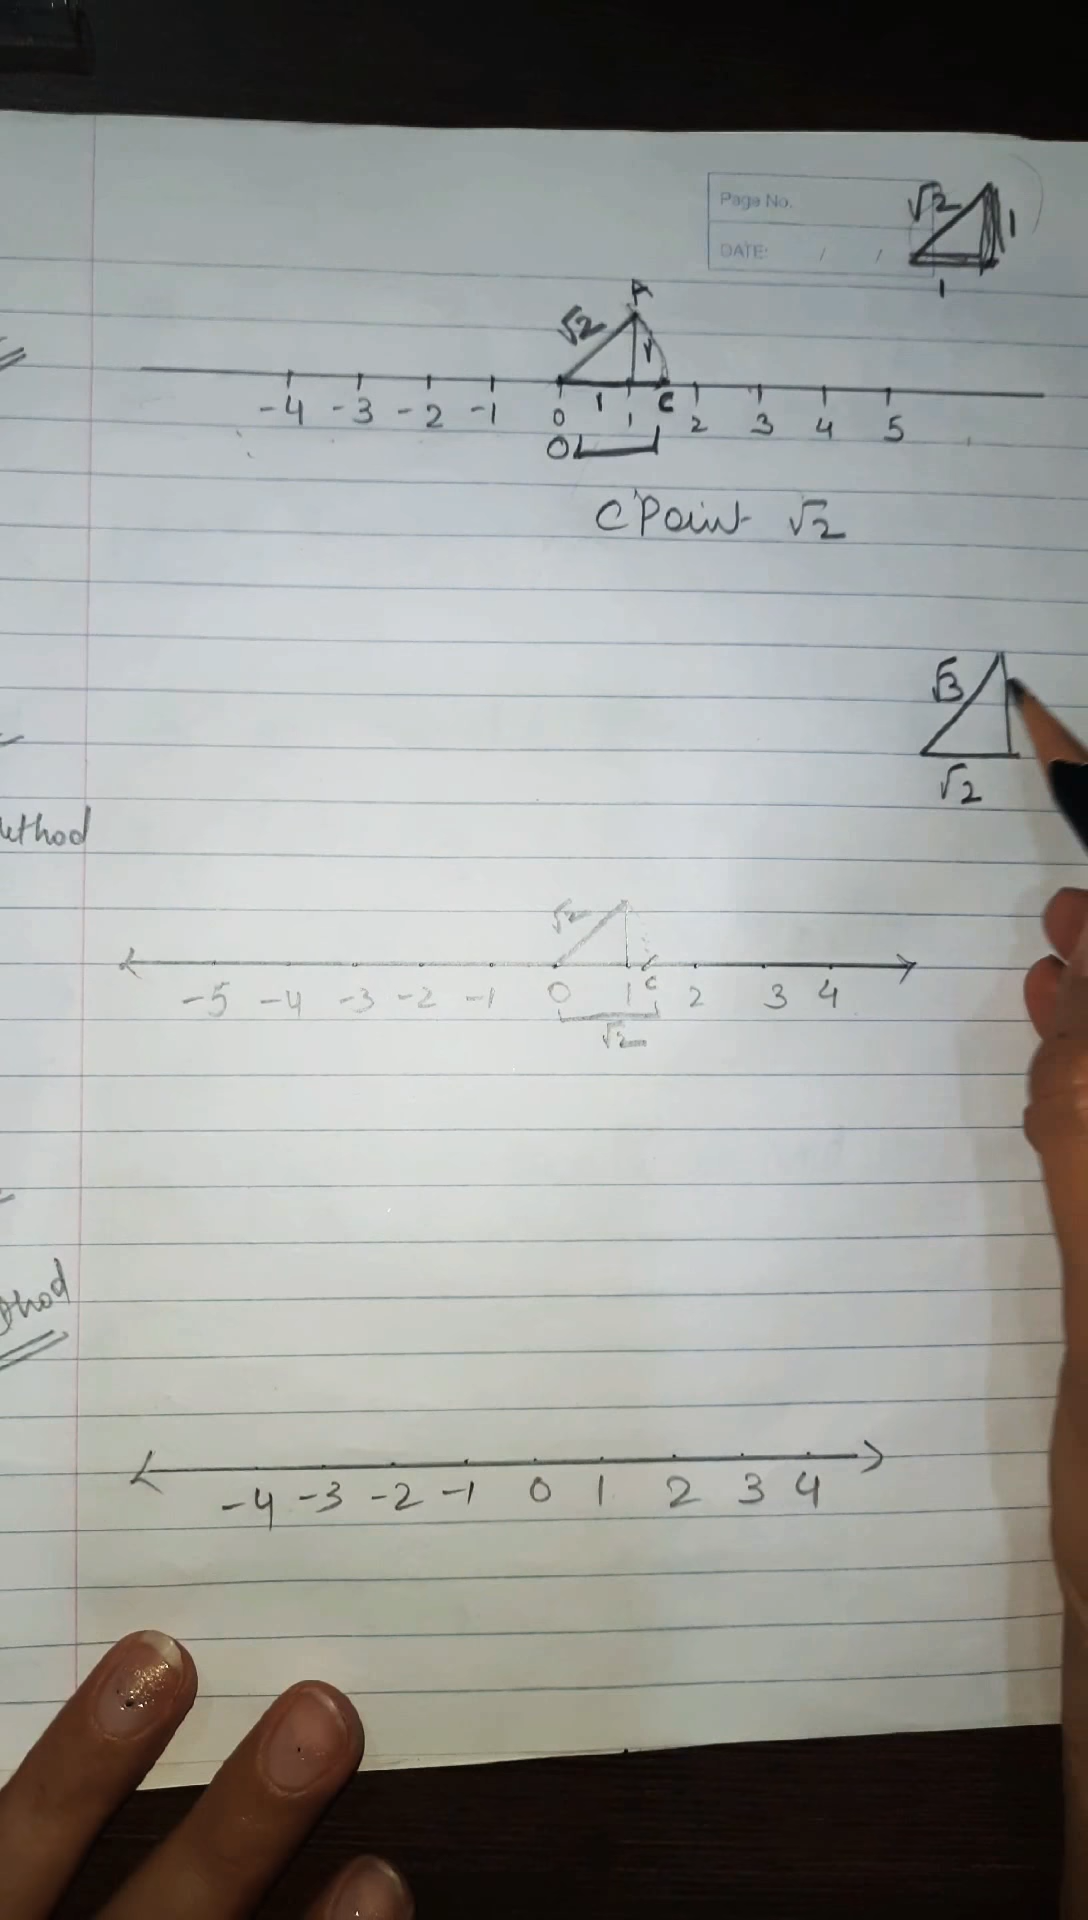 Page No.
DATE: / /
√2
1
1
A
√2
1
-4 -3 -2 -1 0 1 1 C 2 3 4 5
O
C Point √2
√3
√2
ethod
√2
-5 -4 -3 -2 -1 0 1 C 2 3 4
√2
thod
-4 -3 -2 -1 0 1 2 3 4